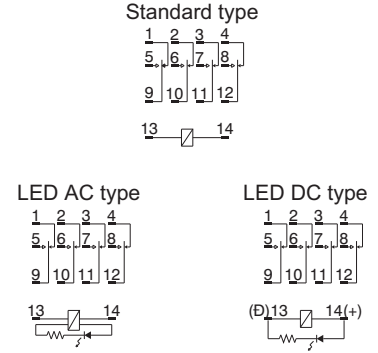 Standard type
1 2 3 4
5 6 7 8
9 10 11 12
13 14
LED AC type
1 2 3 4
5 6 7 8
9 10 11 12
13 14
LED DC type
1 2 3 4
5 6 7 8
9 10 11 12
(Ð)13 14(+)